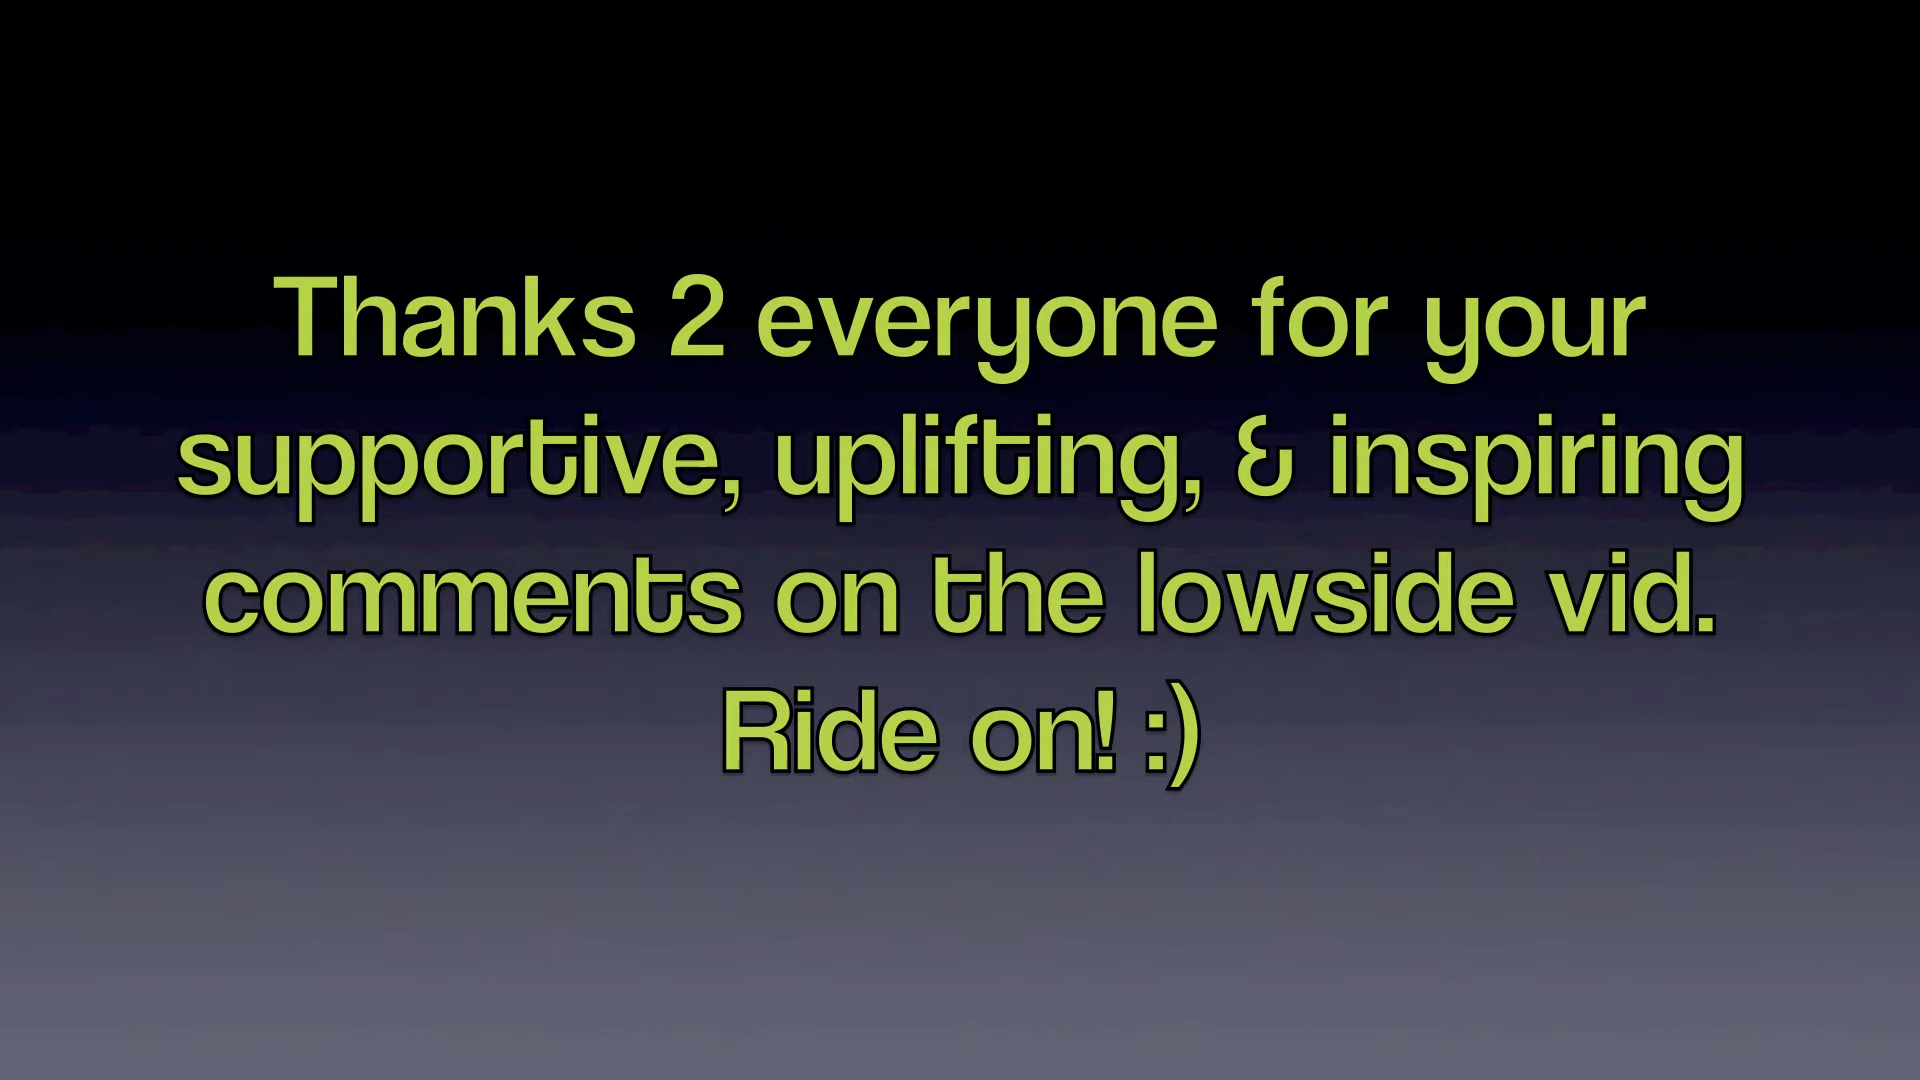 Thanks 2 everyone for your
supportive, uplifting, & inspiring
comments on the lowside vid.
Ride on! :)